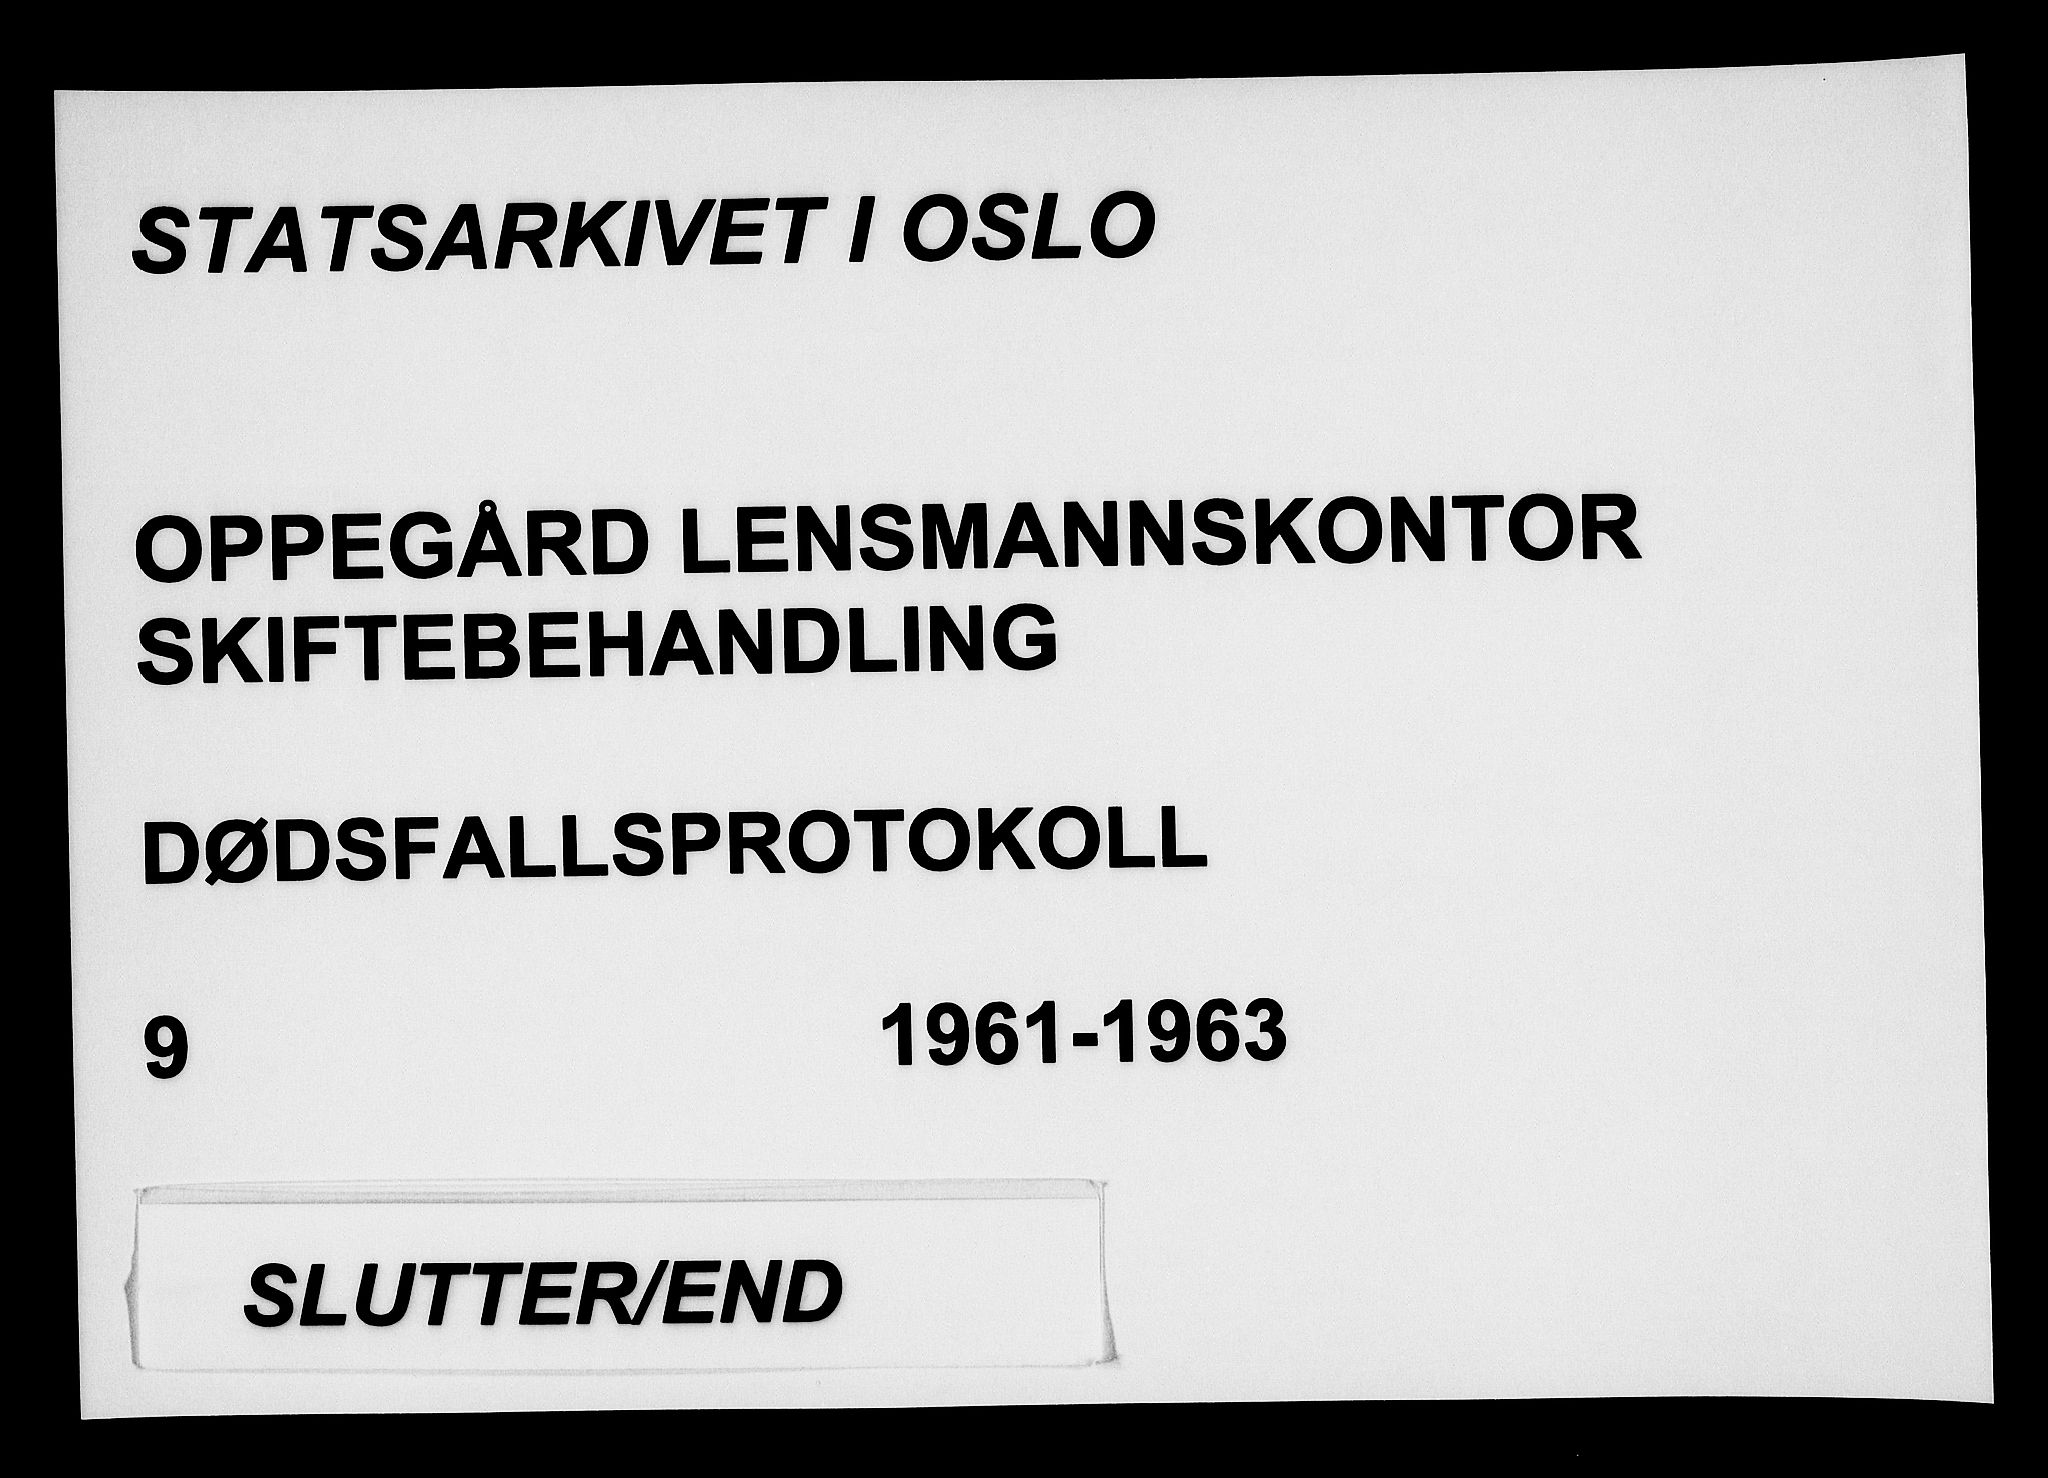 STATSARKIVET I OSLO
OPPEGÅRD LENSMANNSKONTOR
SKIFTEBEHANDLING
DØDSFALLSPROTOKOLL
9 1961-1963
SLUTTER/END